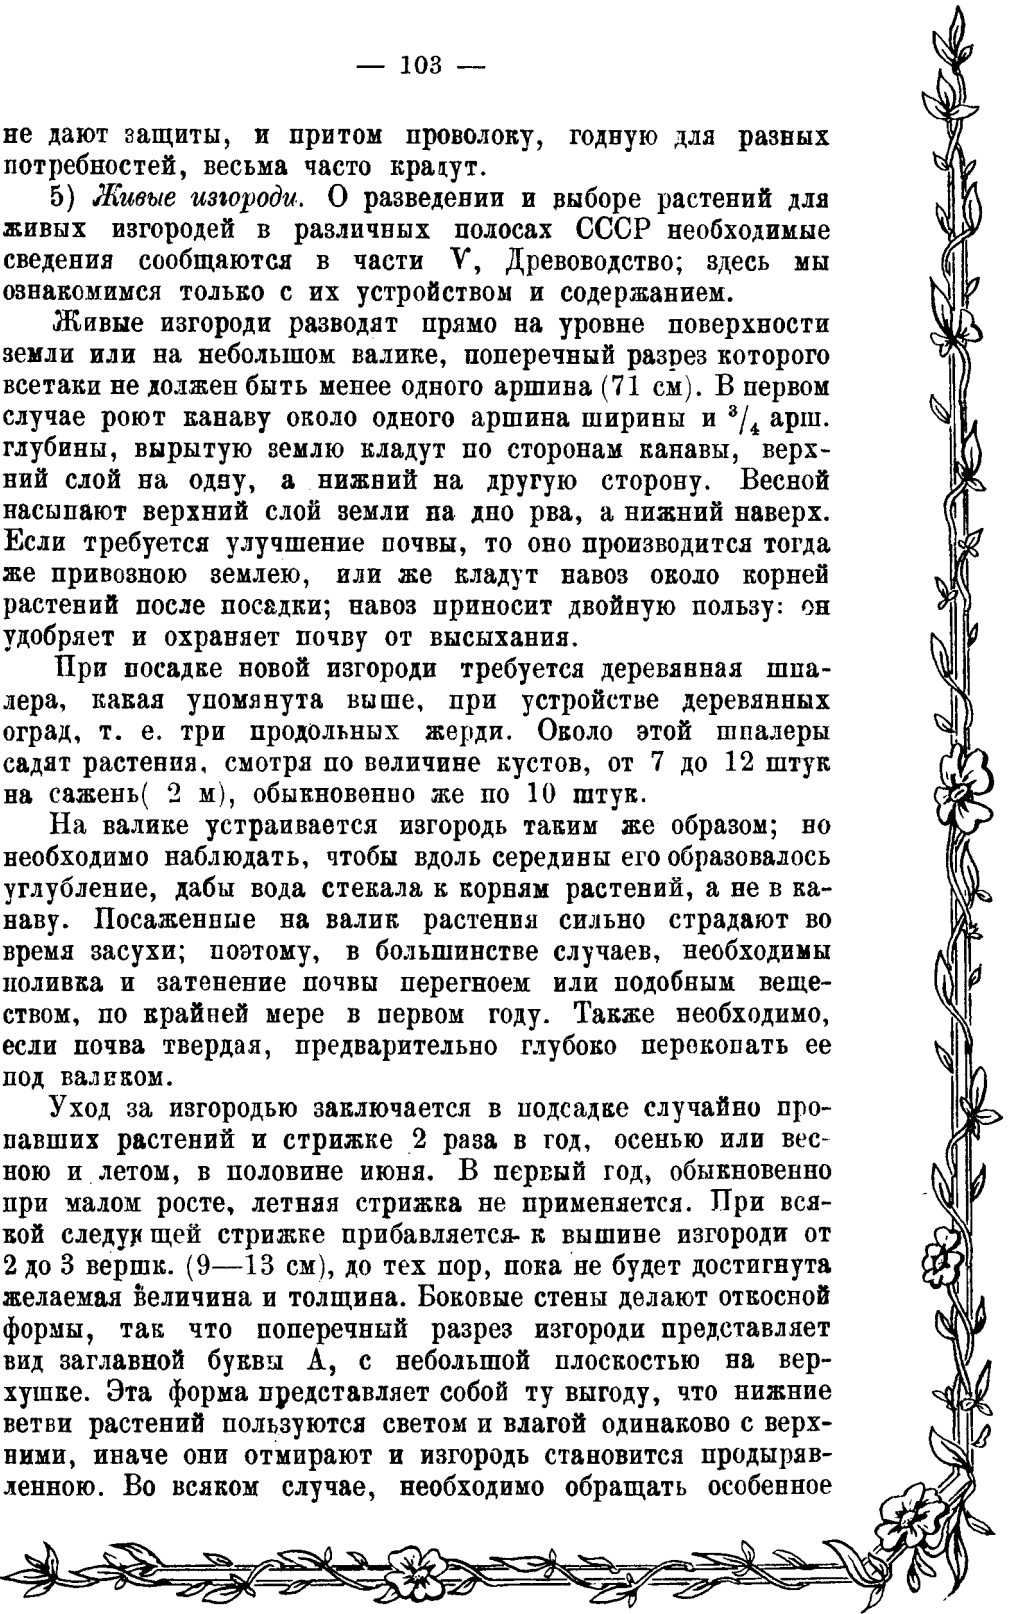 — 103 —
не дают защиты, и притом проволоку, годную для разных
потребностей, весьма часто крадут.
5) Живые изгороди. О разведении и выборе растений для
живых изгородей в различных полосах СССР необходимые
сведения сообщаются в части V, Древоводство; здесь мы
ознакомимся только с их устройством и содержанием.
Живые изгороди разводят прямо на уровне поверхности
земли или на небольшом валике, поперечный разрез которого
всетаки не должен быть менее одного аршина (71 см). В первом
случае роют канаву около одного аршина ширины и ³/₄ арш.
глубины, вырытую землю кладут по сторонам канавы, верх-
ний слой на одну, а нижний на другую сторону. Весной
насыпают верхний слой земли на дно рва, а нижний наверх.
Если требуется улучшение почвы, то оно производится тогда
же привозною землею, или же кладут навоз около корней
растений после посадки; навоз приносит двойную пользу: он
удобряет и охраняет почву от высыхания.
При посадке новой изгороди требуется деревянная шпа-
лера, какая упомянута выше, при устройстве деревянных
оград, т. е. три продольных жерди. Около этой шпалеры
садят растения, смотря по величине кустов, от 7 до 12 штук
на сажень( 2 м), обыкновенно же по 10 штук.
На валике устраивается изгородь таким же образом; но
необходимо наблюдать, чтобы вдоль середины его образовалось
углубление, дабы вода стекала к корням растений, а не в ка-
наву. Посаженные на валик растения сильно страдают во
время засухи; поэтому, в большинстве случаев, необходимы
поливка и затенение почвы перегноем или подобным веще-
ством, по крайней мере в первом году. Также необходимо,
если почва твердая, предварительно глубоко перекопать ее
под валиком.
Уход за изгородью заключается в подсадке случайно про-
павших растений и стрижке 2 раза в год, осенью или вес-
ною и летом, в половине июня. В первый год, обыкновенно
при малом росте, летняя стрижка не применяется. При вся-
кой следующей стрижке прибавляется к вышине изгороди от
2 до 3 вершк. (9—13 см), до тех пор, пока не будет достигнута
желаемая величина и толщина. Боковые стены делают откосной
формы, так что поперечный разрез изгороди представляет
вид заглавной буквы А, с небольшой плоскостью на вер-
хушке. Эта форма представляет собой ту выгоду, что нижние
ветви растений пользуются светом и влагой одинаково с верх-
ними, иначе они отмирают и изгородь становится продыряв-
ленною. Во всяком случае, необходимо обращать особенное